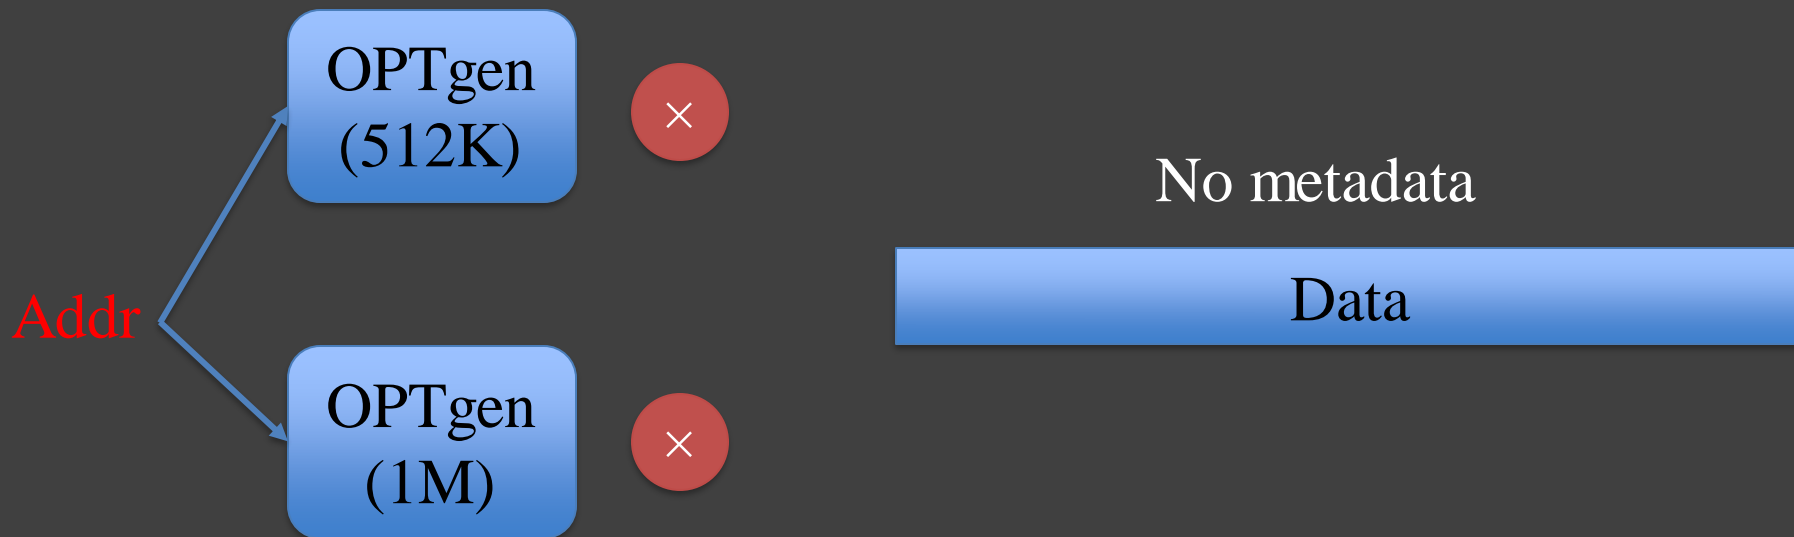 OPTgen
(512K)
×
No metadata
Data
Addr
OPTgen
(1M)
×